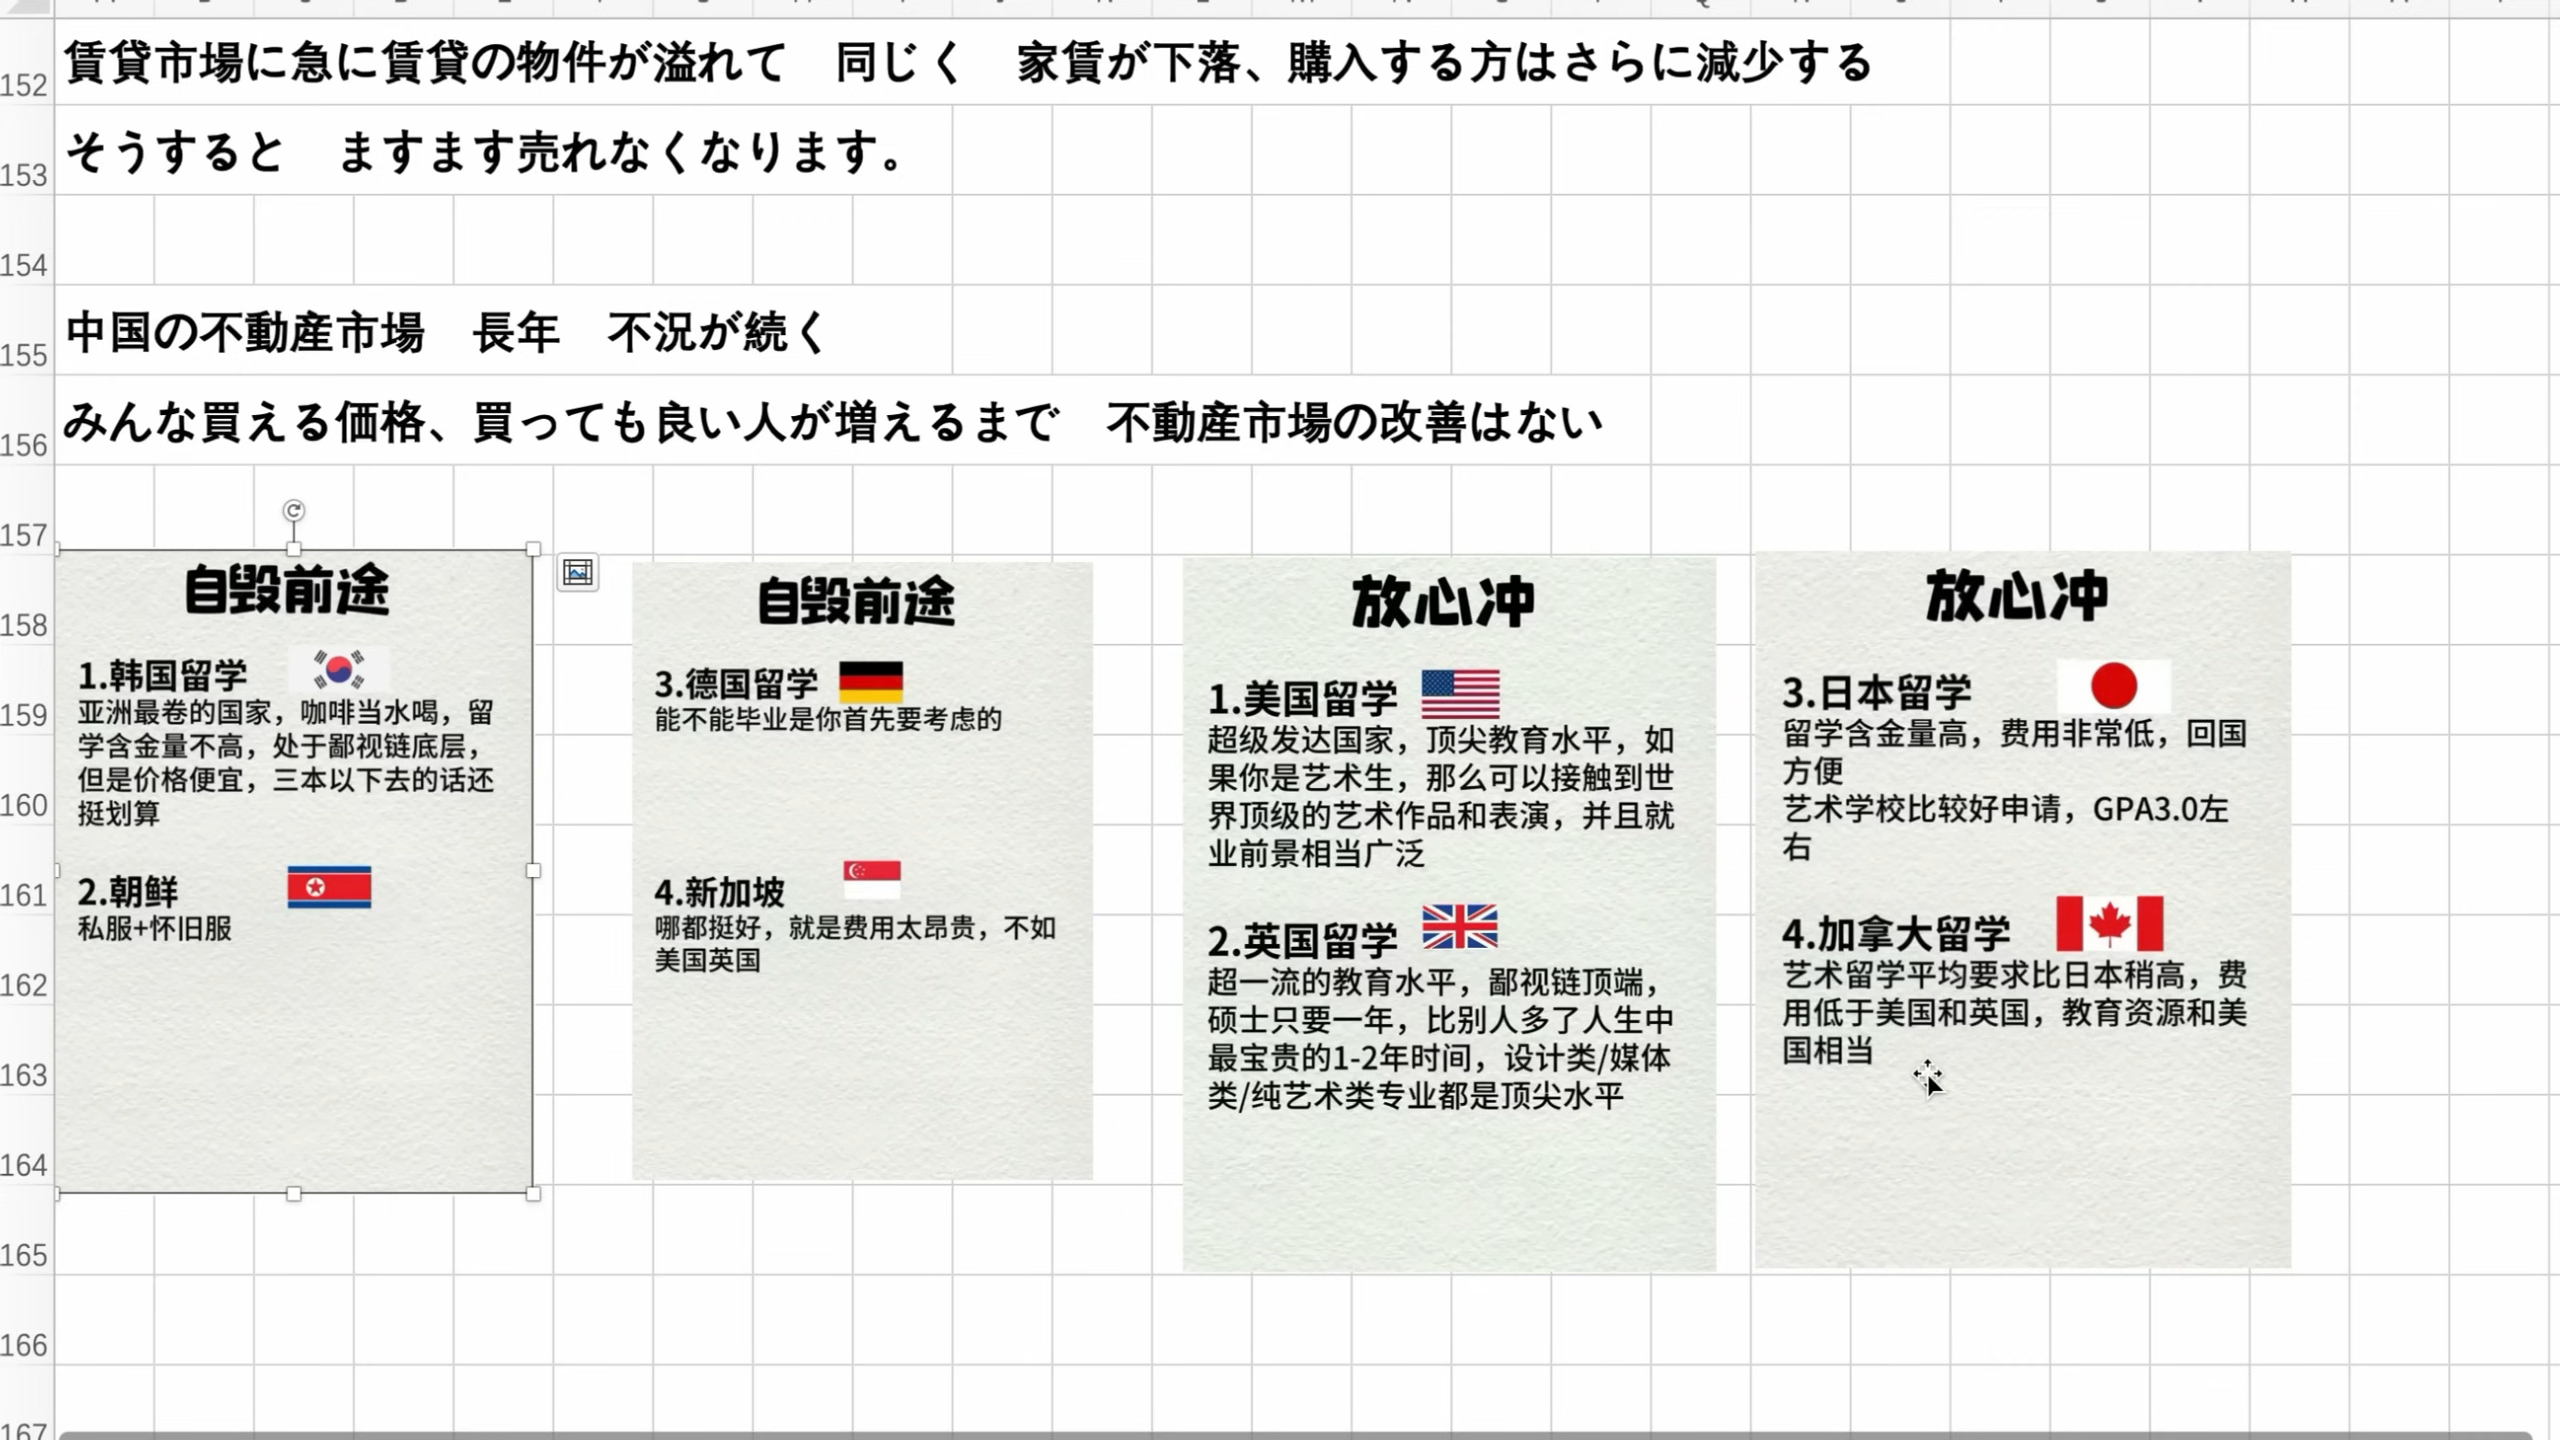 152
賃貸市場に急に賃貸の物件が溢れて　同じく　家賃が下落、購入する方はさらに減少する
153
そうすると　ますます売れなくなります。
154
155
中国の不動産市場　長年　不況が続く
156
みんな買える価格、買っても良い人が増えるまで　不動産市場の改善はない
157
158
159
160
161
162
163
164
165
166
167
自毁前途
1.韩国留学
亚洲最卷的国家，咖啡当水喝，留
学含金量不高，处于鄙视链底层，
但是价格便宜，三本以下去的话还
挺划算
2.朝鲜
私服+怀旧服
自毁前途
3.德国留学
能不能毕业是你首先要考虑的
4.新加坡
哪都挺好，就是费用太昂贵，不如
美国英国
放心冲
1.美国留学
超级发达国家，顶尖教育水平，如
果你是艺术生，那么可以接触到世
界顶级的艺术作品和表演，并且就
业前景相当广泛
2.英国留学
超一流的教育水平，鄙视链顶端，
硕士只要一年，比别人多了人生中
最宝贵的1-2年时间，设计类/媒体
类/纯艺术类专业都是顶尖水平
放心冲
3.日本留学
留学含金量高，费用非常低，回国
方便
艺术学校比较好申请，GPA3.0左
右
4.加拿大留学
艺术留学平均要求比日本稍高，费
用低于美国和英国，教育资源和美
国相当